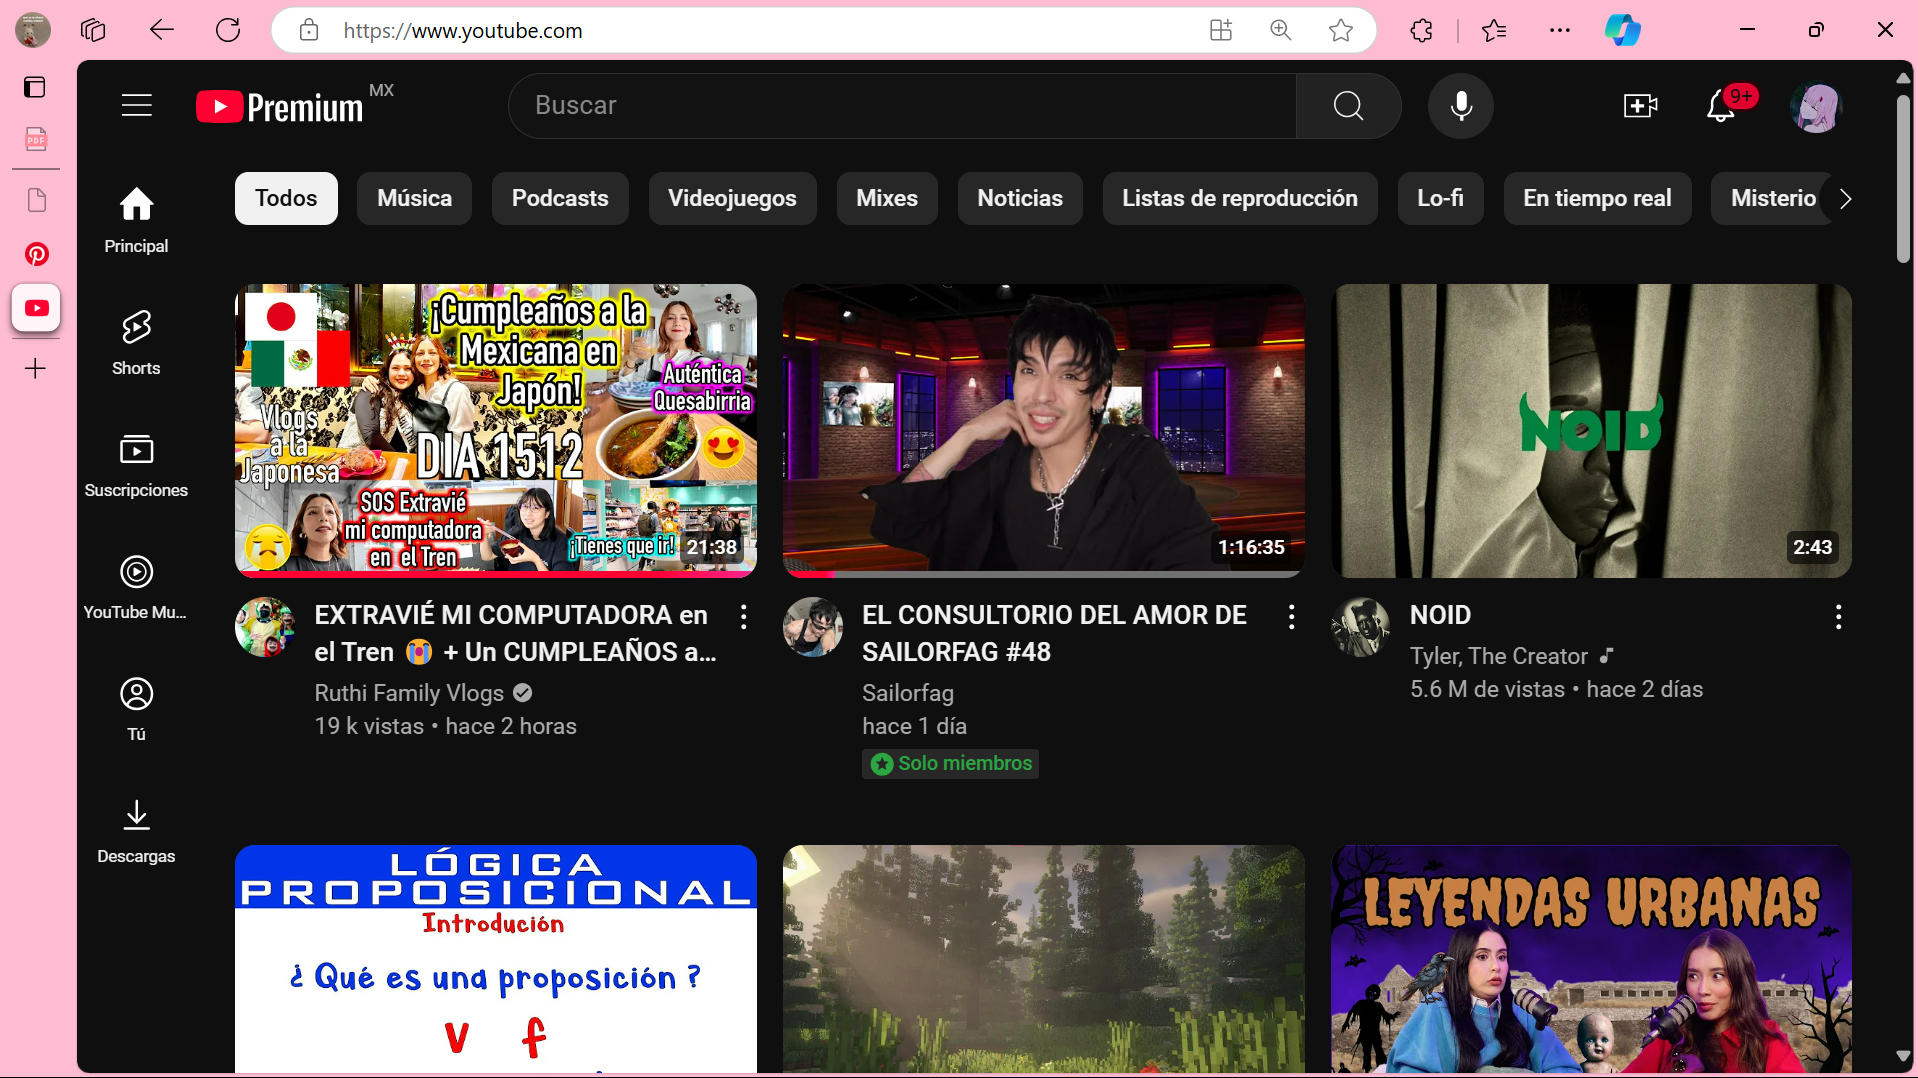 https://www.youtube.com
PDF
Premium MX
Buscar
9+
Todos
Música
Podcasts
Videojuegos
Mixes
Noticias
Listas de reproducción
Lo-fi
En tiempo real
Misterio
Principal
Shorts
Suscripciones
YouTube Mu...
Tú
Descargas
¡Cumpleaños a la
Mexicana en
Japón!
Auténtica
Quesabirria
Vlogs
a la
Japonesa
DIA 1512
SOS Extravié
mi computadora
en el Tren
¡Tienes que ir!
21:38
EXTRAVIÉ MI COMPUTADORA en
el Tren 😭 + Un CUMPLEAÑOS a...
Ruthi Family Vlogs
19 k vistas • hace 2 horas
1:16:35
EL CONSULTORIO DEL AMOR DE
SAILORFAG #48
Sailorfag
hace 1 día
Solo miembros
NOID
2:43
NOID
Tyler, The Creator
5.6 M de vistas • hace 2 días
LÓGICA
PROPOSICIONAL
Introdución
¿ Qué es una proposición ?
v f
LEYENDAS URBANAS